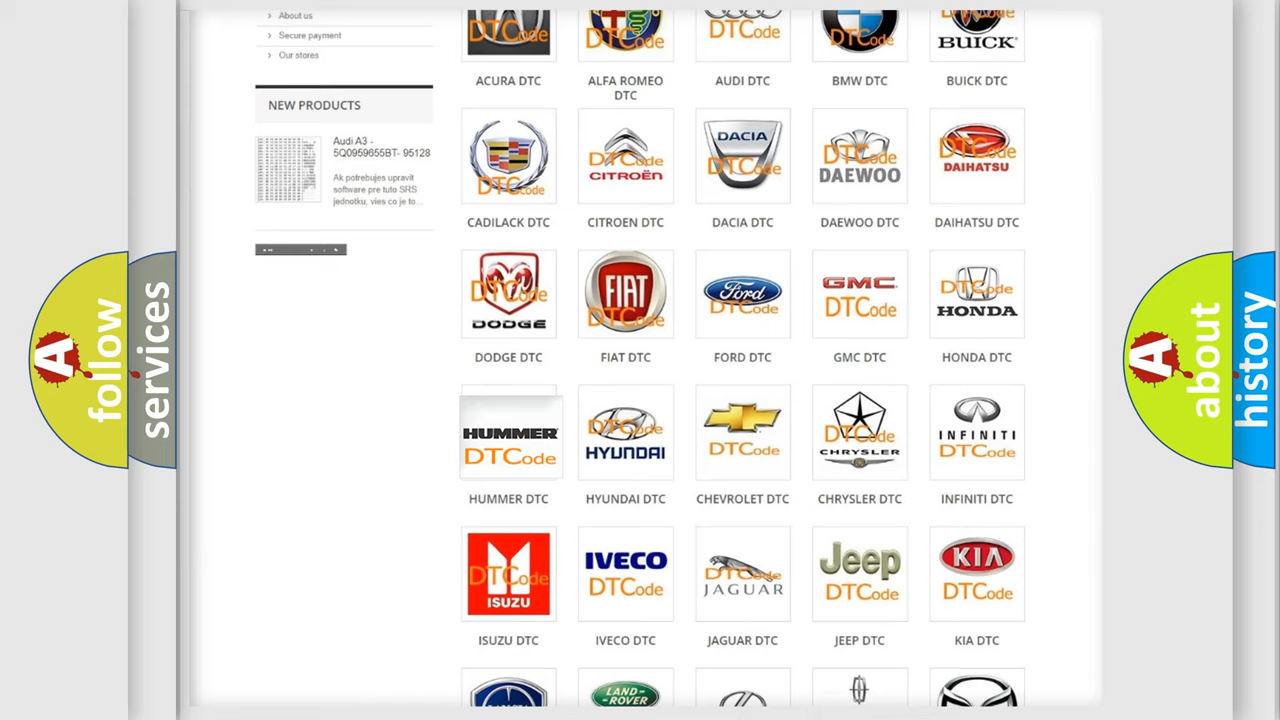 About us
Secure payment
Our stores
NEW PRODUCTS
Audi A3 -
5Q0959655BT- 95128
Ak potrebujes upravit
software pre tuto SRS
jednotku, vies co je to...
A follow
services
DTCode
DTCode
DTCode
DTCode
DTCode
BUICK
ACURA DTC
ALFA ROMEO
DTC
AUDI DTC
BMW DTC
BUICK DTC
DTCode
DTCode
CITROËN
DACIA
DTCode
DTCode
DAEWOO
DTCode
DAIHATSU
CADILACK DTC
CITROEN DTC
DACIA DTC
DAEWOO DTC
DAIHATSU DTC
DTCode
DODGE
FIAT
DTCode
Ford
DTCode
GMC
DTCode
DTCode
HONDA
DODGE DTC
FIAT DTC
FORD DTC
GMC DTC
HONDA DTC
HUMMER
DTCode
DTCode
HYUNDAI
DTCode
DTCode
CHRYSLER
INFINITI
DTCode
HUMMER DTC
HYUNDAI DTC
CHEVROLET DTC
CHRYSLER DTC
INFINITI DTC
DTCode
ISUZU
IVECO
DTCode
DTCode
JAGUAR
Jeep
DTCode
KIA
DTCode
ISUZU DTC
IVECO DTC
JAGUAR DTC
JEEP DTC
KIA DTC
LAND-
ROVER
A about
history